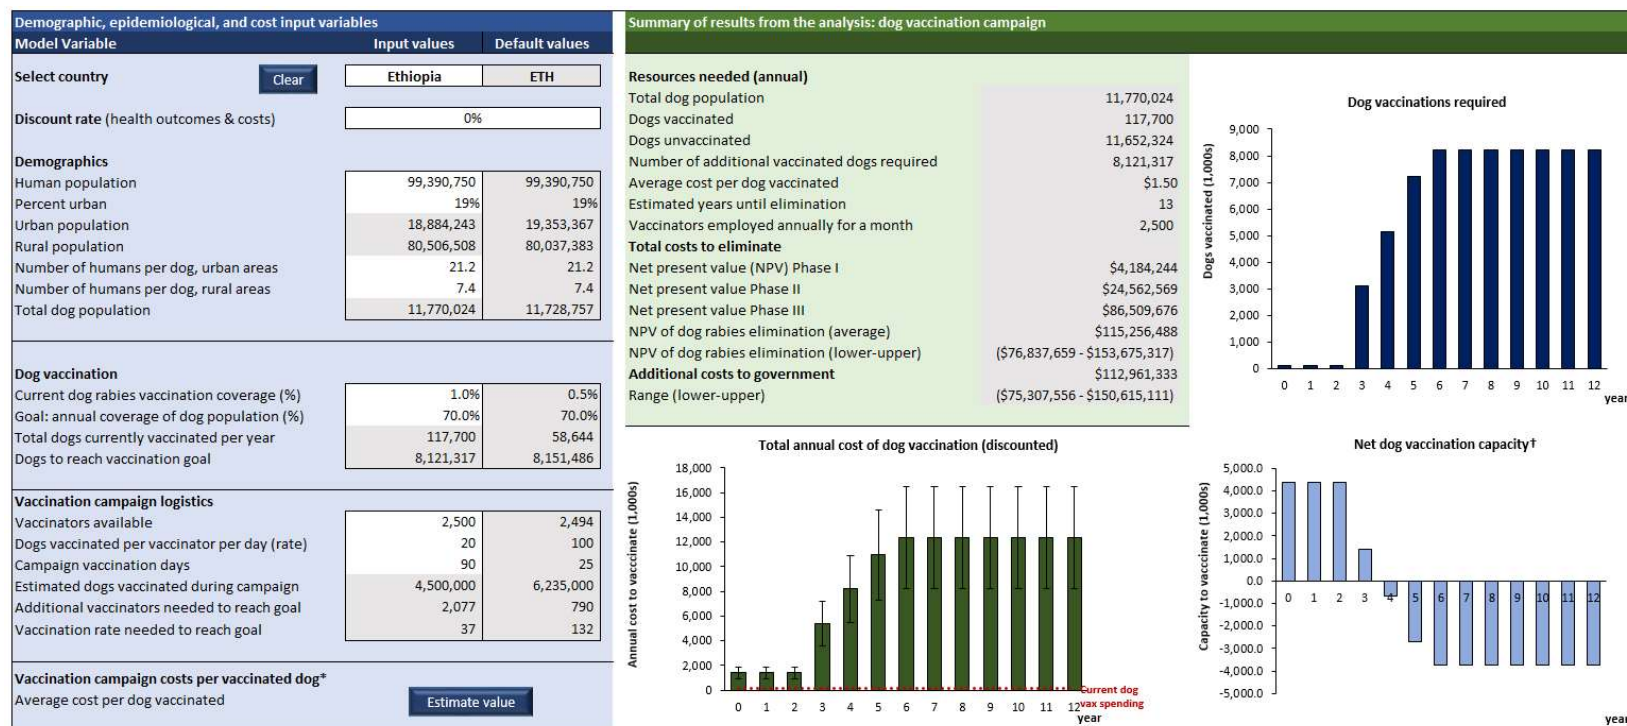 Demographic, epidemiological, and cost input variables
Model Variable Input values Default values
Select country Clear Ethiopia ETH
Discount rate (health outcomes & costs) 0%
Demographics
Human population 99,390,750 99,390,750
Percent urban 19% 19%
Urban population 18,884,243 19,353,367
Rural population 80,506,508 80,037,383
Number of humans per dog, urban areas 21.2 21.2
Number of humans per dog, rural areas 7.4 7.4
Total dog population 11,770,024 11,728,757
Dog vaccination
Current dog rabies vaccination coverage (%) 1.0% 0.5%
Goal: annual coverage of dog population (%) 70.0% 70.0%
Total dogs currently vaccinated per year 117,700 58,644
Dogs to reach vaccination goal 8,121,317 8,151,486
Vaccination campaign logistics
Vaccinators available 2,500 2,494
Dogs vaccinated per vaccinator per day (rate) 20 100
Campaign vaccination days 90 25
Estimated dogs vaccinated during campaign 4,500,000 6,235,000
Additional vaccinators needed to reach goal 2,077 790
Vaccination rate needed to reach goal 37 132
Vaccination campaign costs per vaccinated dog*
Average cost per dog vaccinated Estimate value
Summary of results from the analysis: dog vaccination campaign
Resources needed (annual)
Total dog population 11,770,024
Dogs vaccinated 117,700
Dogs unvaccinated 11,652,324
Number of additional vaccinated dogs required 8,121,317
Average cost per dog vaccinated $1.50
Estimated years until elimination 13
Vaccinators employed annually for a month 2,500
Total costs to eliminate
Net present value (NPV) Phase I $4,184,244
Net present value Phase II $24,562,569
Net present value Phase III $86,509,676
NPV of dog rabies elimination (average) $115,256,488
NPV of dog rabies elimination (lower-upper) ($76,837,659 - $153,675,317)
Additional costs to government $112,961,333
Range (lower-upper) ($75,307,556 - $150,615,111)
Dog vaccinations required
Dogs vaccinated (1,000s)
9,000
8,000
7,000
6,000
5,000
4,000
3,000
2,000
1,000
0
0 1 2 3 4 5 6 7 8 9 10 11 12
year
Total annual cost of dog vaccination (discounted)
Annual cost to vacccinate (1,000s)
18,000
16,000
14,000
12,000
10,000
8,000
6,000
4,000
2,000
0
0 1 2 3 4 5 6 7 8 9 10 11 12
Current dog
vax spending
year
Net dog vaccination capacity†
Capacity to vacccinate (1,000s)
5,000.0
4,000.0
3,000.0
2,000.0
1,000.0
0.0
-1,000.0
-2,000.0
-3,000.0
-4,000.0
-5,000.0
0 1 2 3 4 5 6 7 8 9 10 11 12
year